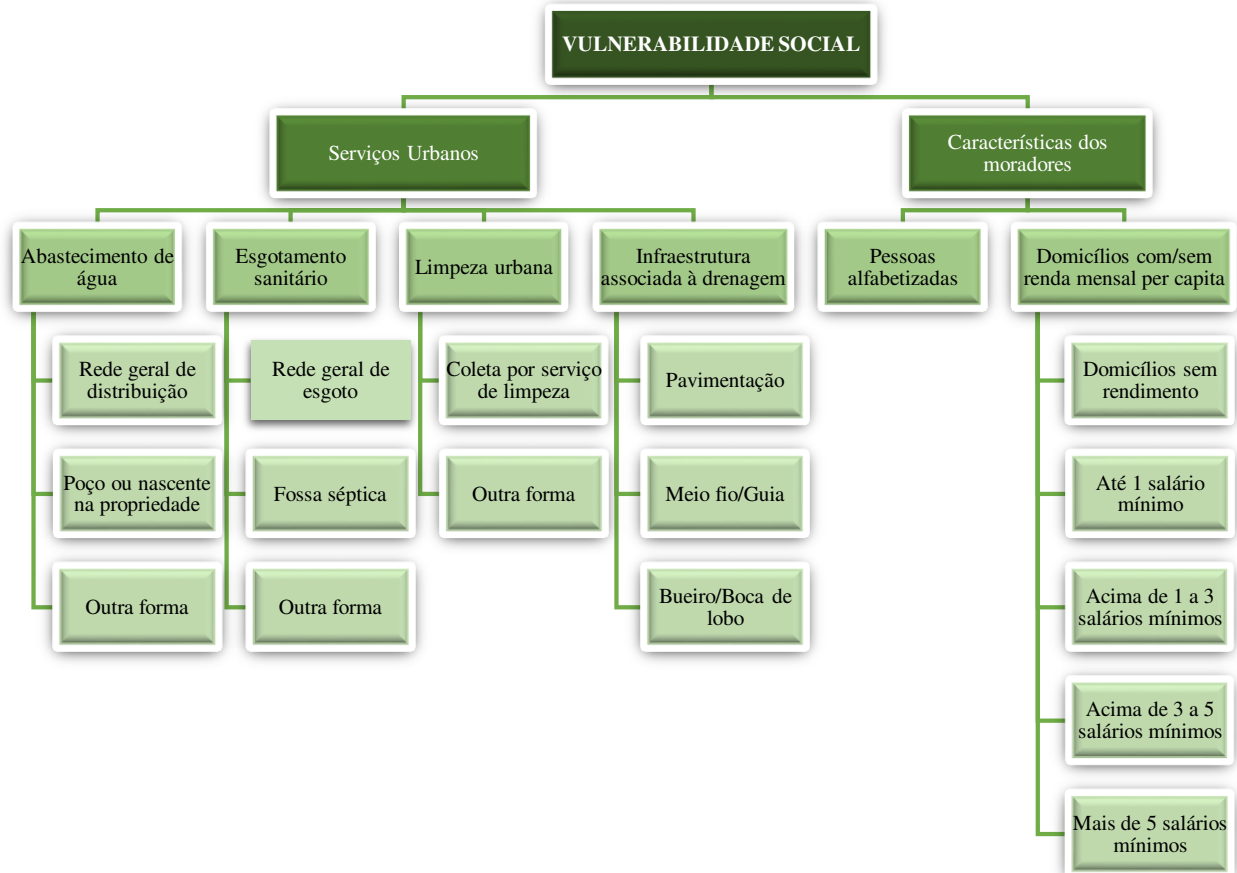 VULNERABILIDADE SOCIAL
Serviços Urbanos
Características dos
moradores
Abastecimento de
água
Esgotamento
sanitário
Limpeza urbana
Infraestrutura
associada à drenagem
Pessoas
alfabetizadas
Domicílios com/sem
renda mensal per capita
Rede geral de
distribuição
Rede geral de
esgoto
Coleta por serviço
de limpeza
Pavimentação
Domicílios sem
rendimento
Poço ou nascente
na propriedade
Fossa séptica
Outra forma
Meio fio/Guia
Até 1 salário
mínimo
Outra forma
Outra forma
Bueiro/Boca de
lobo
Acima de 1 a 3
salários mínimos
Acima de 3 a 5
salários mínimos
Mais de 5 salários
mínimos